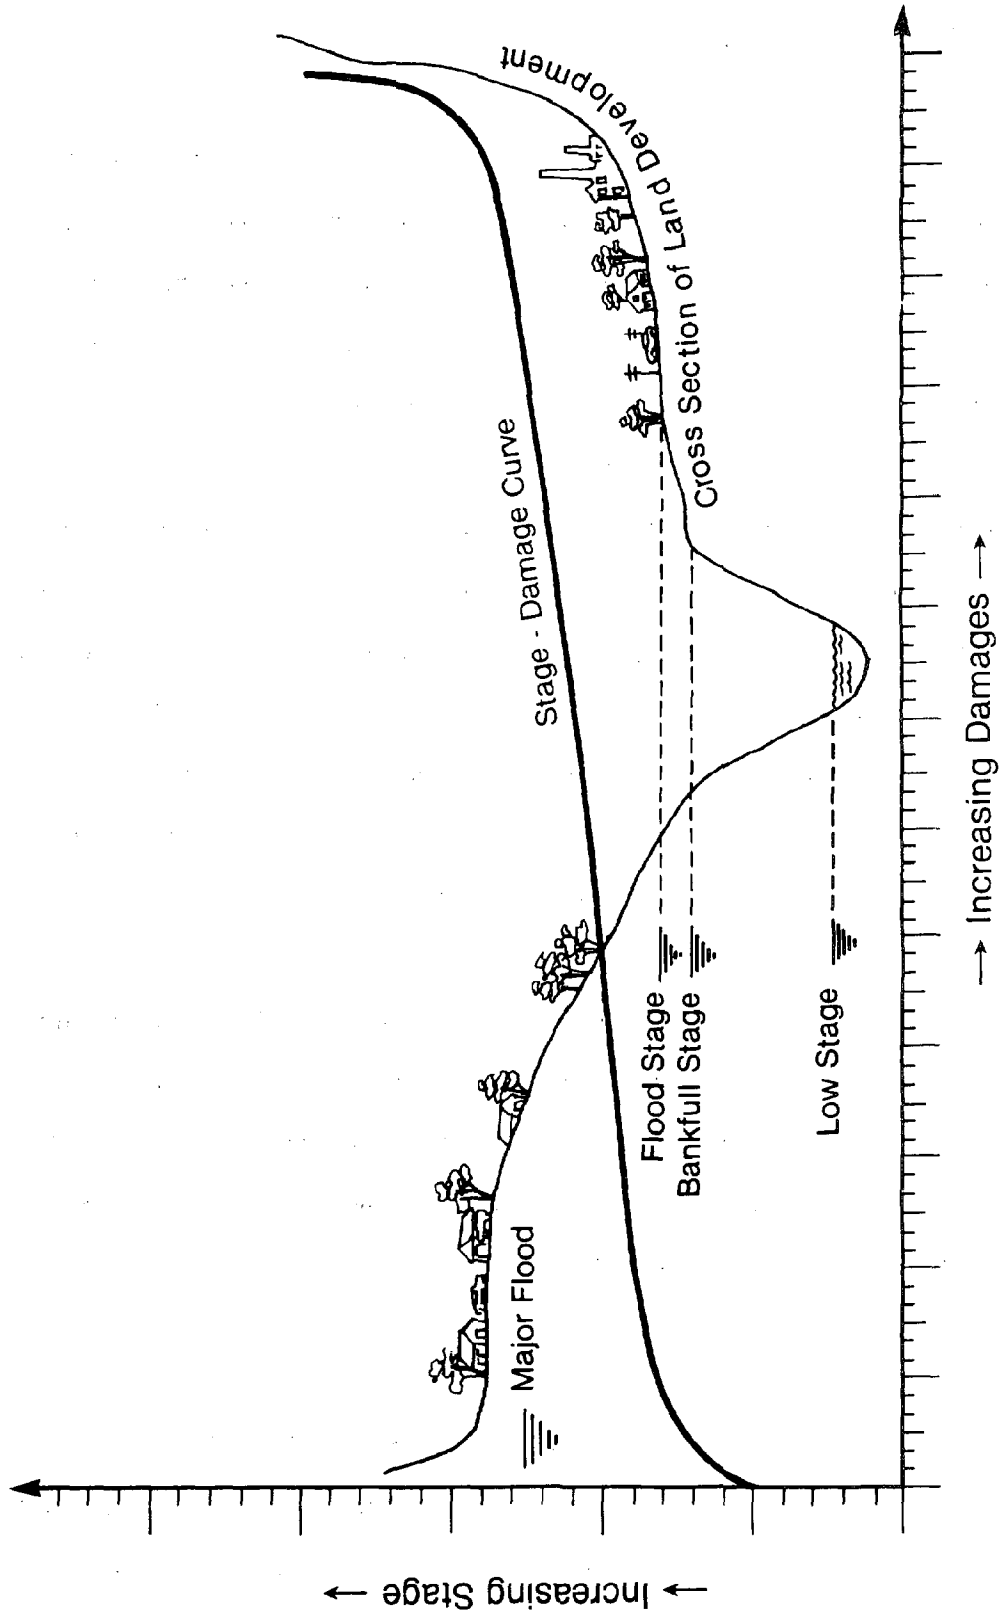 Increasing Stage
Stage - Damage Curve
Cross Section of Land Development
Major Flood
Flood Stage
Bankfull Stage
Low Stage
Increasing Damages